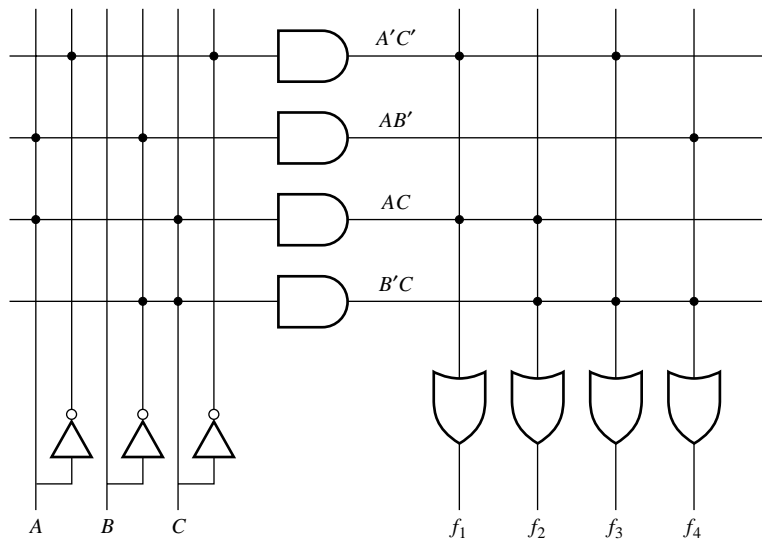 A′C′
AB′
AC
B′C
A B C f₁ f₂ f₃ f₄